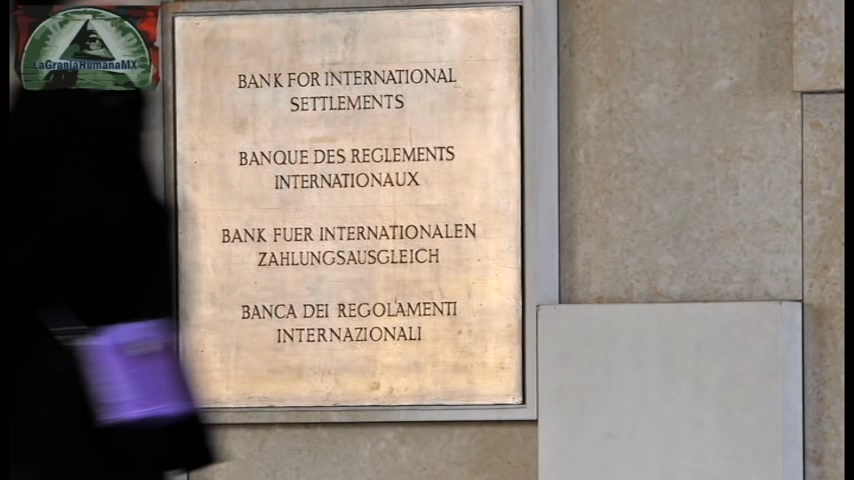 LaGranjaHumanaMX
BANK FOR INTERNATIONAL
SETTLEMENTS
BANQUE DES REGLEMENTS
INTERNATIONAUX
BANK FUER INTERNATIONALEN
ZAHLUNGSAUSGLEICH
BANCA DEI REGOLAMENTI
INTERNAZIONALI